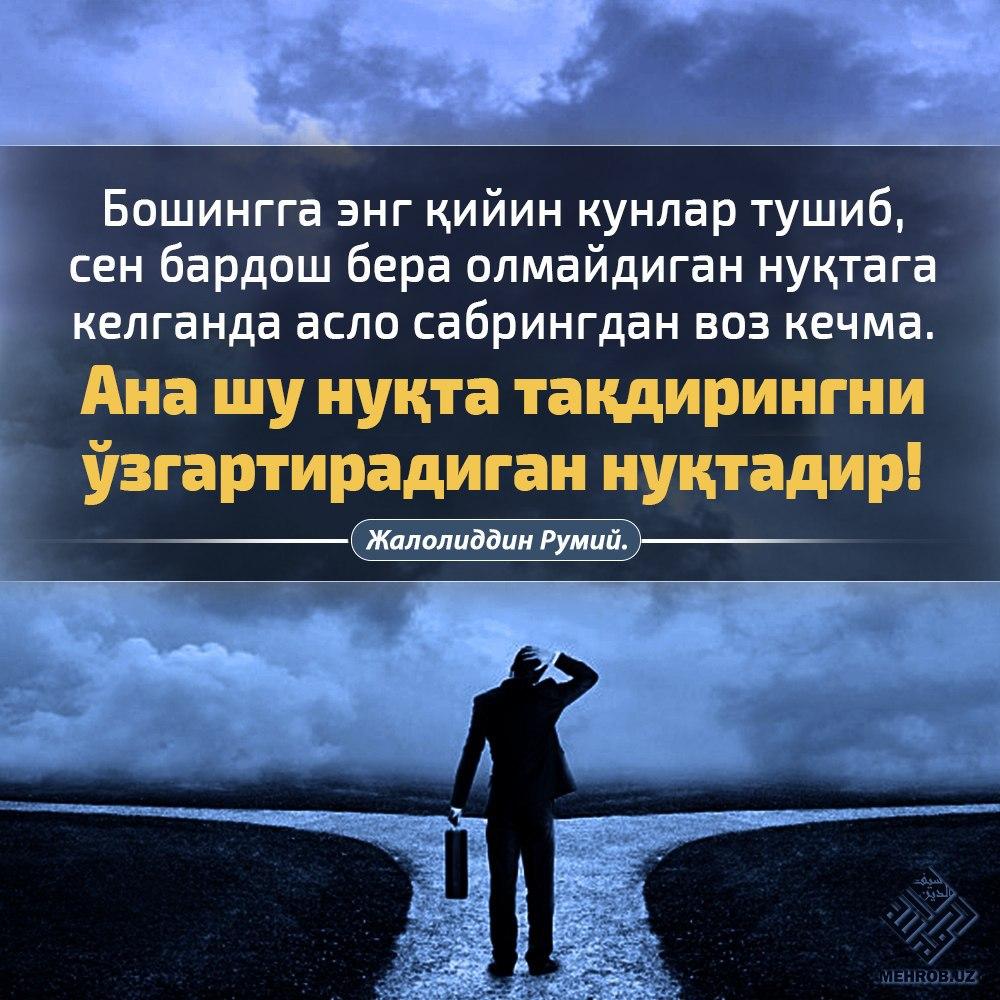 Бошингга энг қийин кунлар тушиб,
сен бардош бера олмайдиган нуқтага
келганда асло сабрингдан воз кечма.
Ана шу нуқта тақдирингни
ўзгартирадиган нуқтадир!
Жалолиддин Румий.
MEHROB.UZ